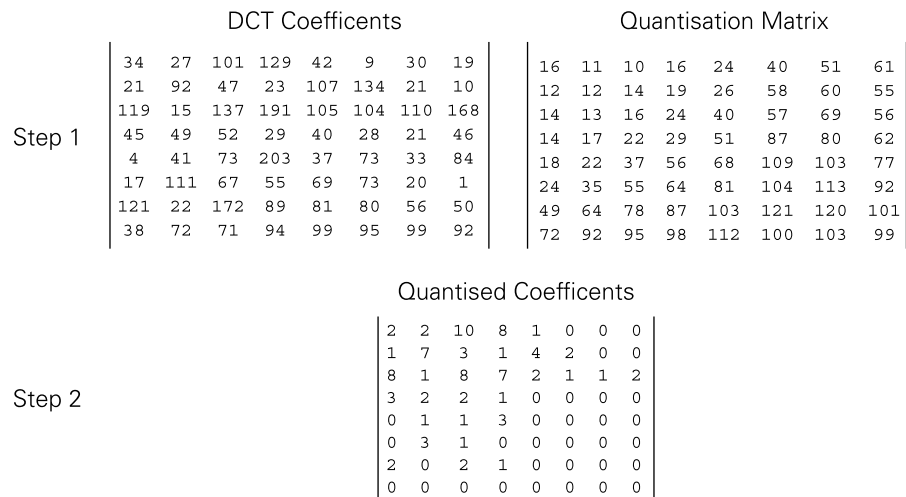 DCT Coefficents
Quantisation Matrix
Step 1
34 27 101 129 42 9 30 19
21 92 47 23 107 134 21 10
119 15 137 191 105 104 110 168
45 49 52 29 40 28 21 46
4 41 73 203 37 73 33 84
17 111 67 55 69 73 20 1
121 22 172 89 81 80 56 50
38 72 71 94 99 95 99 92
16 11 10 16 24 40 51 61
12 12 14 19 26 58 60 55
14 13 16 24 40 57 69 56
14 17 22 29 51 87 80 62
18 22 37 56 68 109 103 77
24 35 55 64 81 104 113 92
49 64 78 87 103 121 120 101
72 92 95 98 112 100 103 99
Quantised Coefficents
Step 2
2 2 10 8 1 0 0 0
1 7 3 1 4 2 0 0
8 1 8 7 2 1 1 2
3 2 2 1 0 0 0 0
0 1 1 3 0 0 0 0
0 3 1 0 0 0 0 0
2 0 2 1 0 0 0 0
0 0 0 0 0 0 0 0